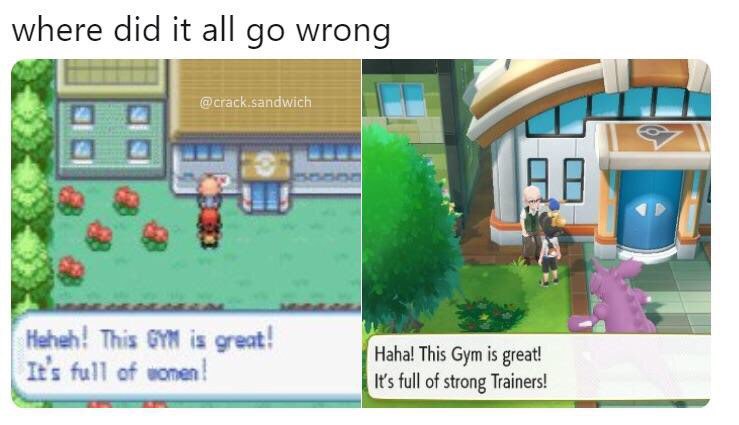 where did it all go wrong
@crack.sandwich
Heheh! This GYM is great!
It's full of women!
Haha! This Gym is great!
It's full of strong Trainers!